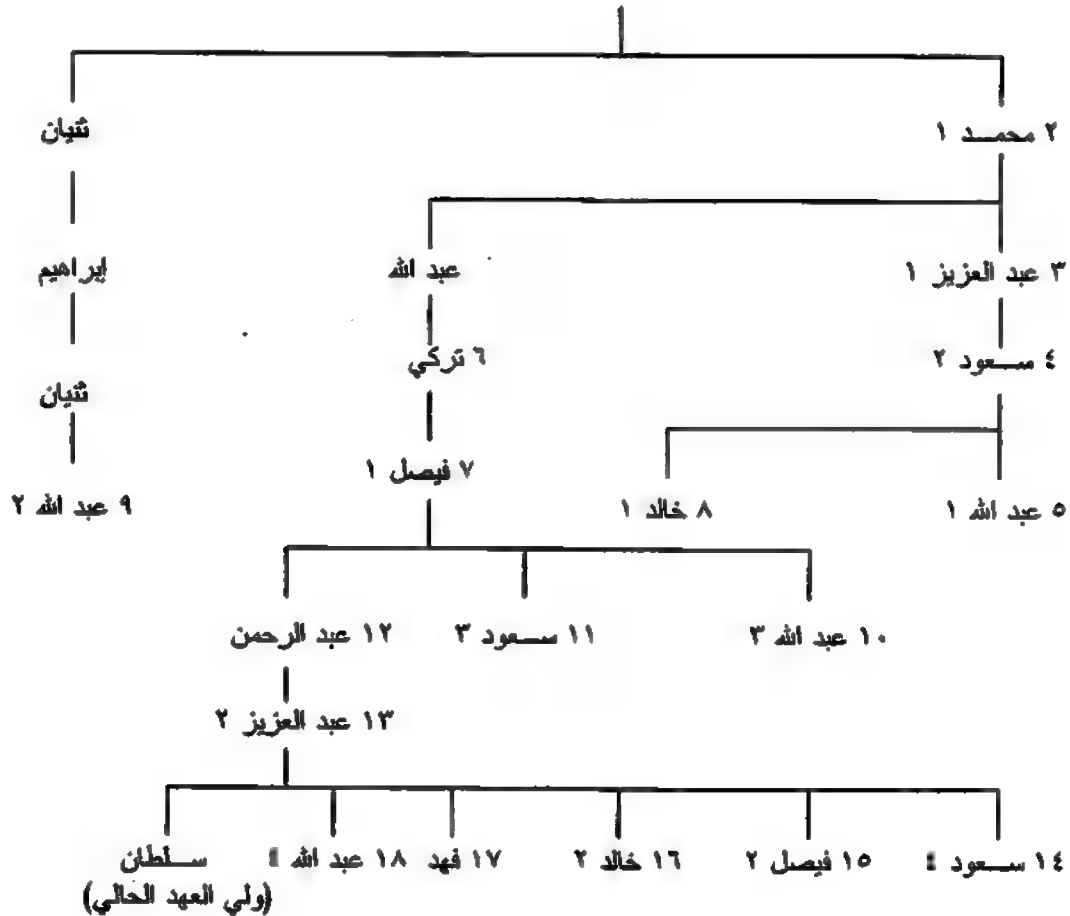 ٢ محمد ١ ثنيان
٣ عبد العزيز ١ عبد الله إبراهيم
٤ سعود ٢ ٦ تركي ثنيان
٥ عبد الله ١ ٨ خالد ١ ٧ فيصل ١ ٩ عبد الله ٢
١٠ عبد الله ٣ ١١ سعود ٣ ١٢ عبد الرحمن
١٣ عبد العزيز ٢
١٤ سعود ٤ ١٥ فيصل ٢ ١٦ خالد ٢ ١٧ فهد ١٨ عبد الله ٤ سلطان
(ولي العهد الحالي)